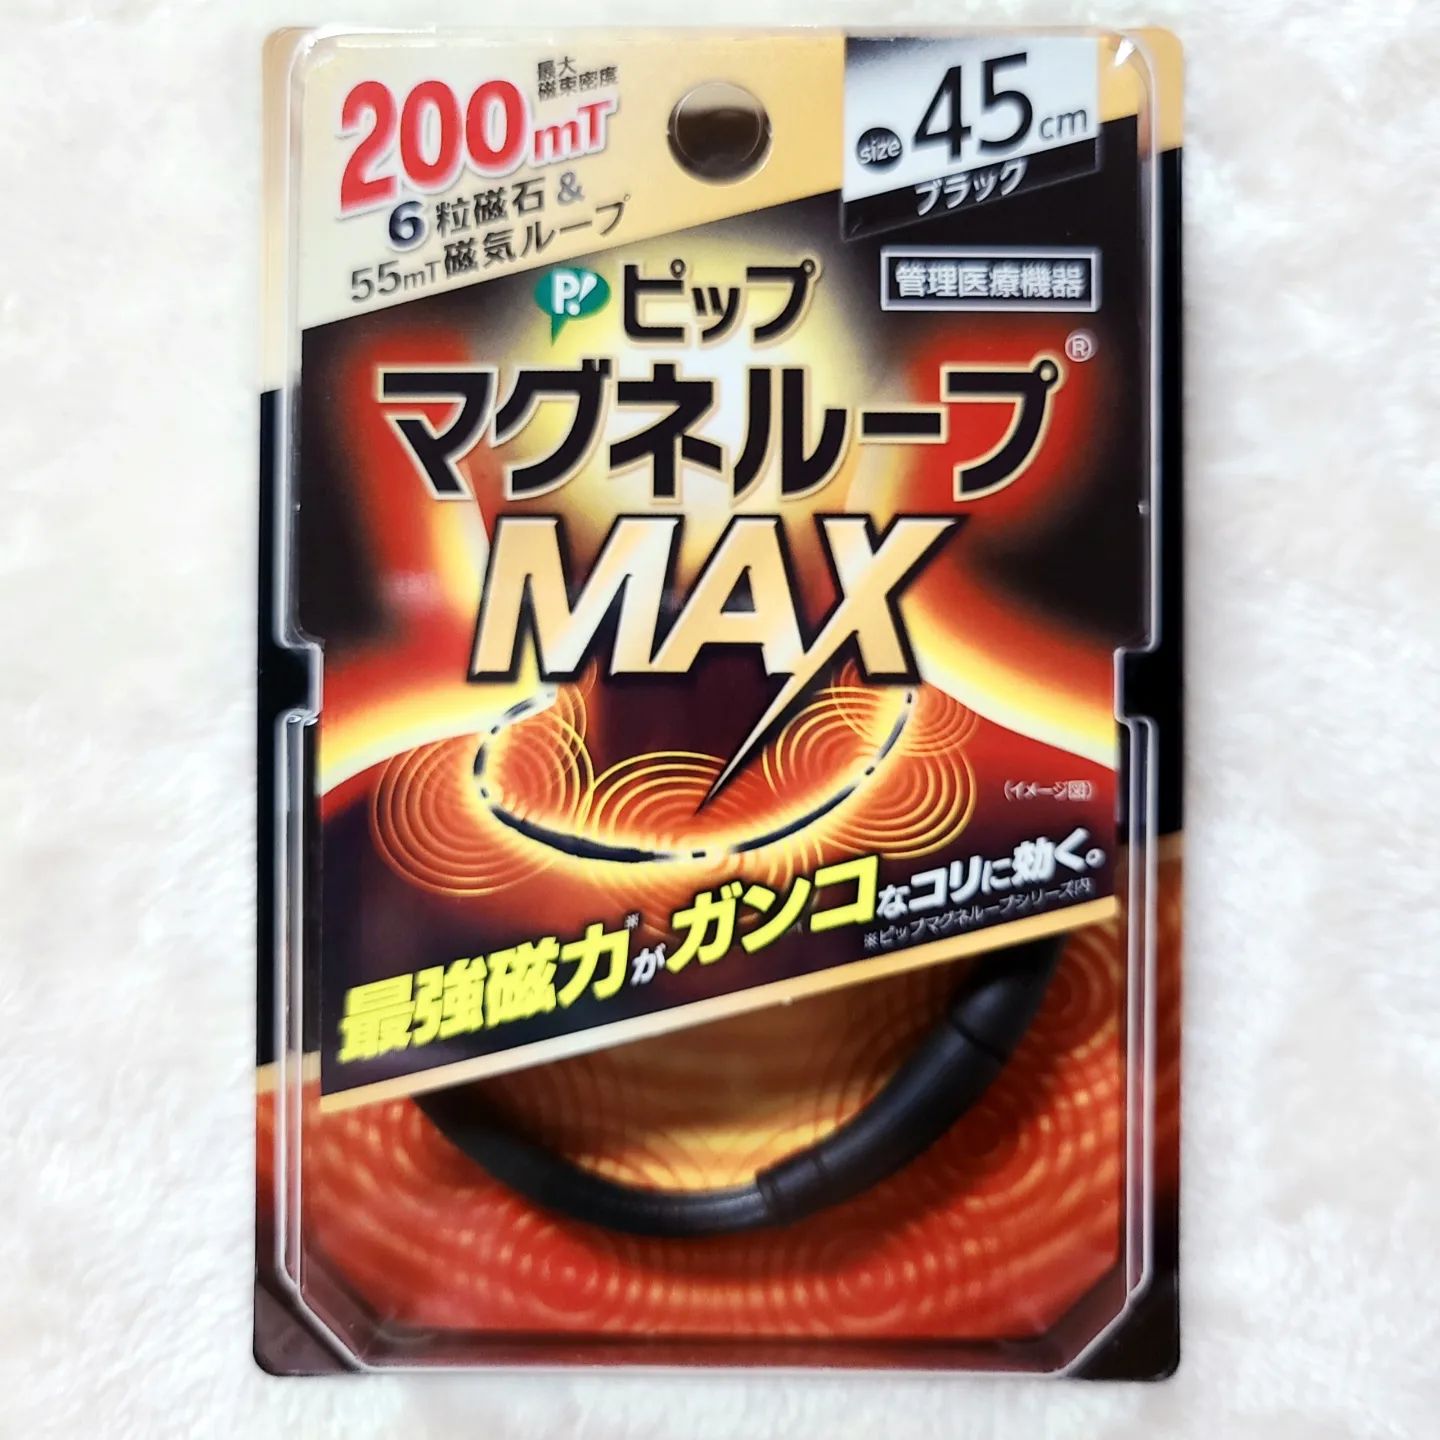 最大
磁束密度
200mT
6粒磁石&
55mT磁気ループ
size 45cm
ブラック
P! ピップ
管理医療機器
マグネループ®
MAX
(イメージ図)
最強磁力※がガンコなコリに効く。
※ピップマグネループシリーズ内